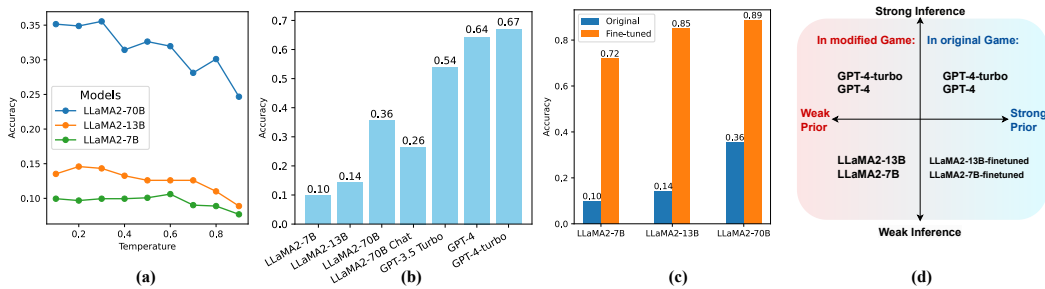 Accuracy
0.35
0.30
0.25
0.20
0.15
0.10
Models
LLaMA2-70B
LLaMA2-13B
LLaMA2-7B
0.2
0.4
0.6
0.8
Temperature
(a)
Accuracy
0.7
0.6
0.5
0.4
0.3
0.2
0.1
0.0
0.10
0.14
0.36
0.26
0.54
0.64
0.67
LLaMA2-7B
LLaMA2-13B
LLaMA2-70B
LLaMA2-70B Chat
GPT-3.5 Turbo
GPT-4
GPT-4-turbo
(b)
Accuracy
0.8
0.6
0.4
0.2
0.0
Original
Fine-tuned
0.10
0.72
0.14
0.85
0.36
0.89
LLaMA2-7B
LLaMA2-13B
LLaMA2-70B
(c)
Strong Inference
In modified Game:
In original Game:
GPT-4-turbo
GPT-4
GPT-4-turbo
GPT-4
Weak
Prior
Strong
Prior
LLaMA2-13B
LLaMA2-7B
LLaMA2-13B-finetuned
LLaMA2-7B-finetuned
Weak Inference
(d)